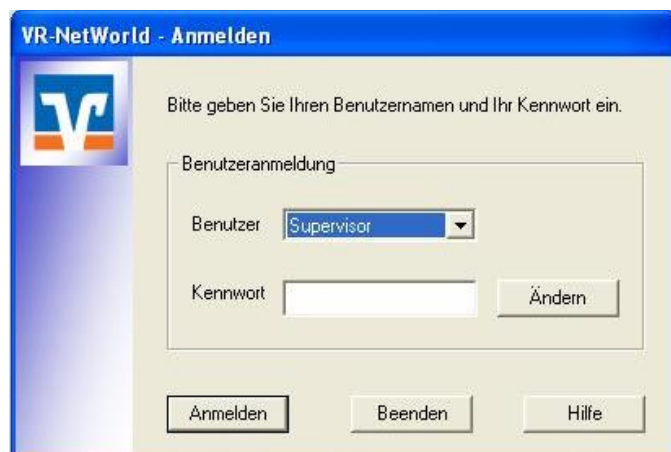 VR-NetWorld - Anmelden
Bitte geben Sie Ihren Benutzernamen und Ihr Kennwort ein.
Benutzeranmeldung
Benutzer Supervisor
Kennwort Ändern
Anmelden Beenden Hilfe